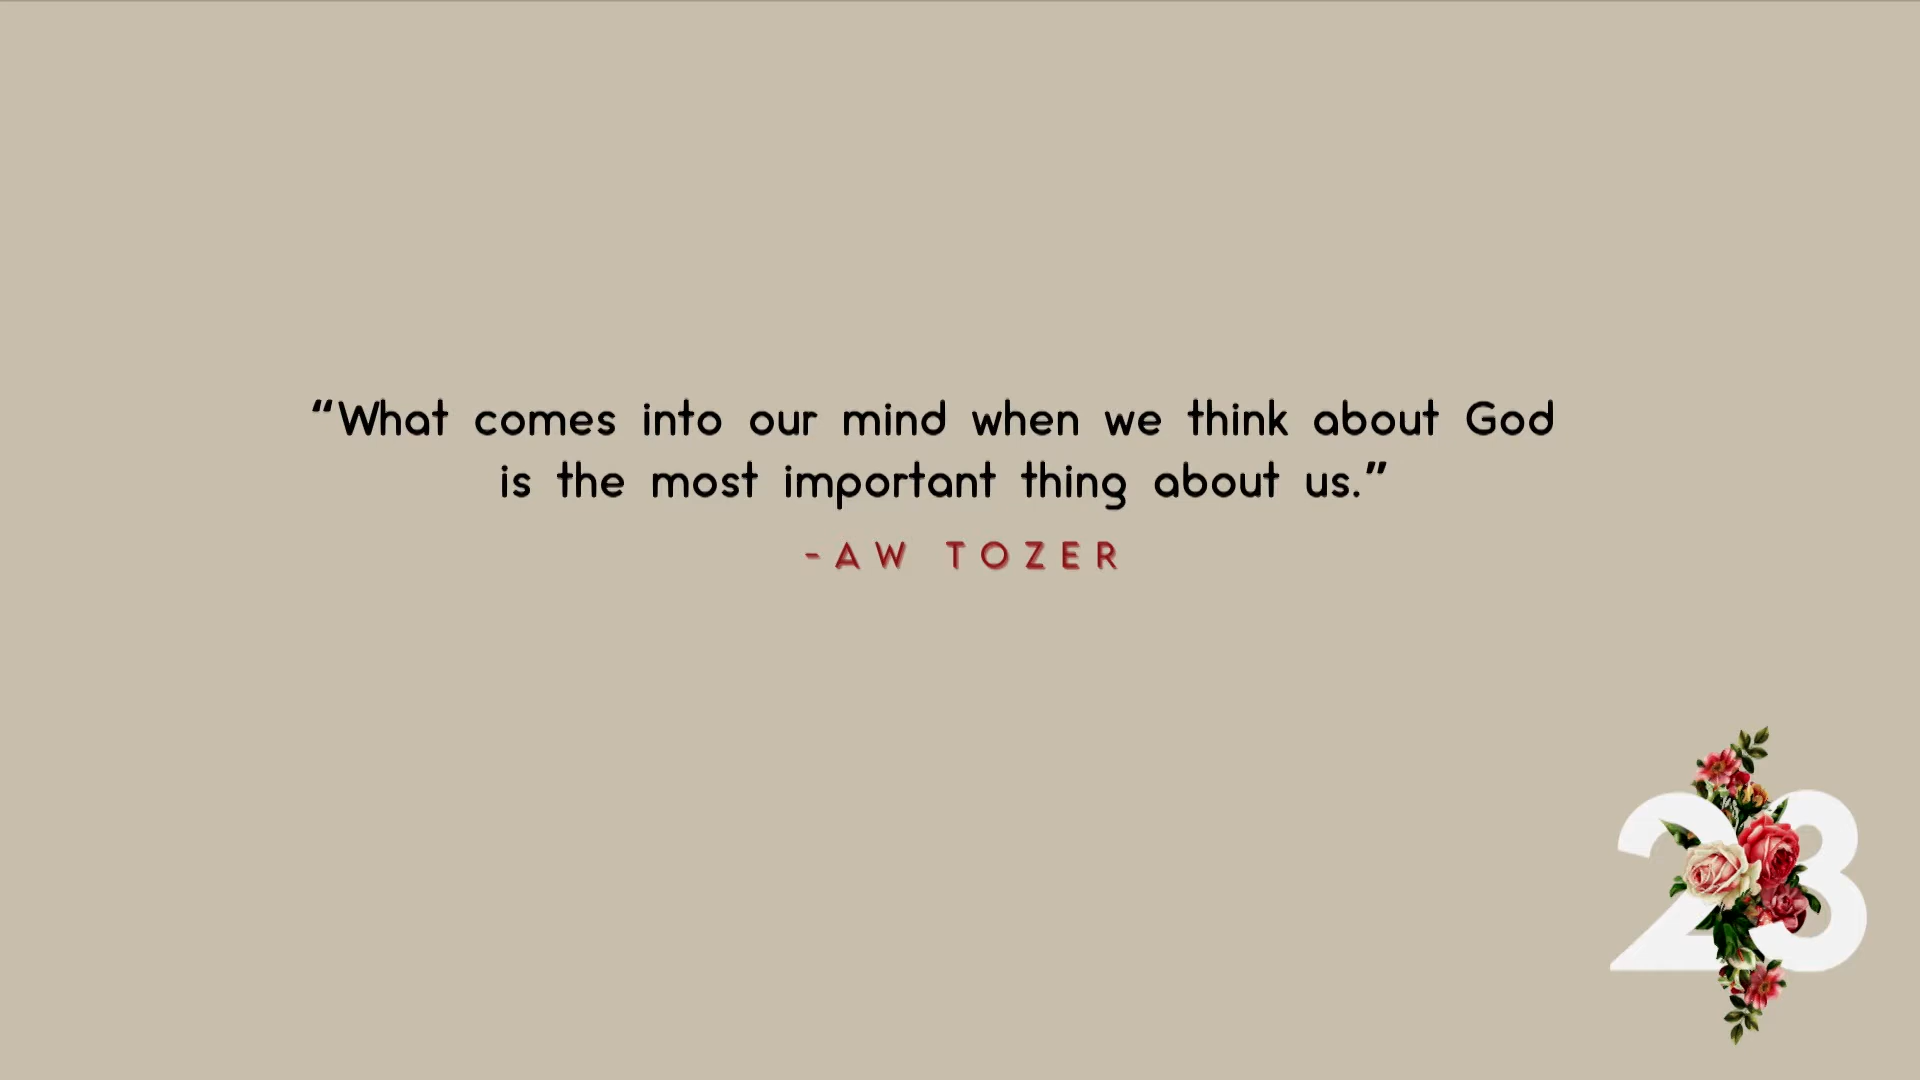 “What comes into our mind when we think about God
is the most important thing about us.”
-AW TOZER
23